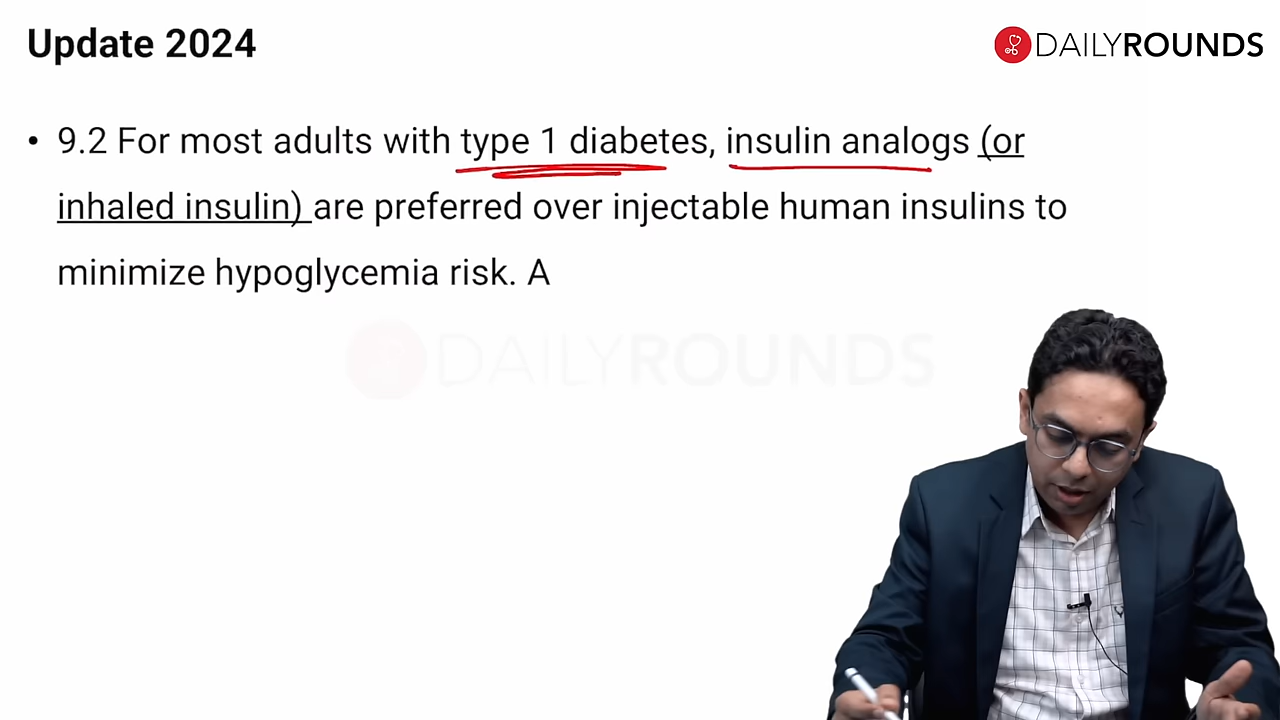 Update 2024
DAILYROUNDS
• 9.2 For most adults with type 1 diabetes, insulin analogs (or
inhaled insulin) are preferred over injectable human insulins to
minimize hypoglycemia risk. A
DAILYROUNDS